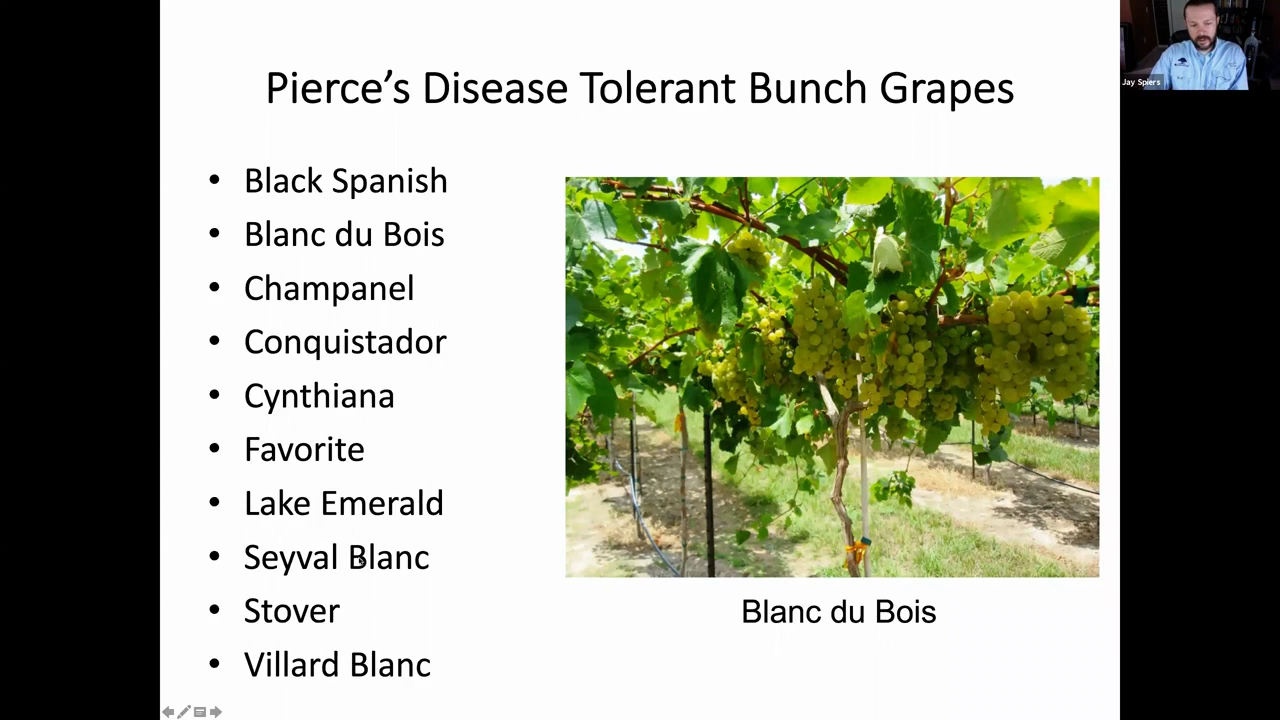 Pierce's Disease Tolerant Bunch Grapes
Jay Spiers
• Black Spanish
• Blanc du Bois
• Champanel
• Conquistador
• Cynthiana
• Favorite
• Lake Emerald
• Seyval Blanc
• Stover
• Villard Blanc
Blanc du Bois